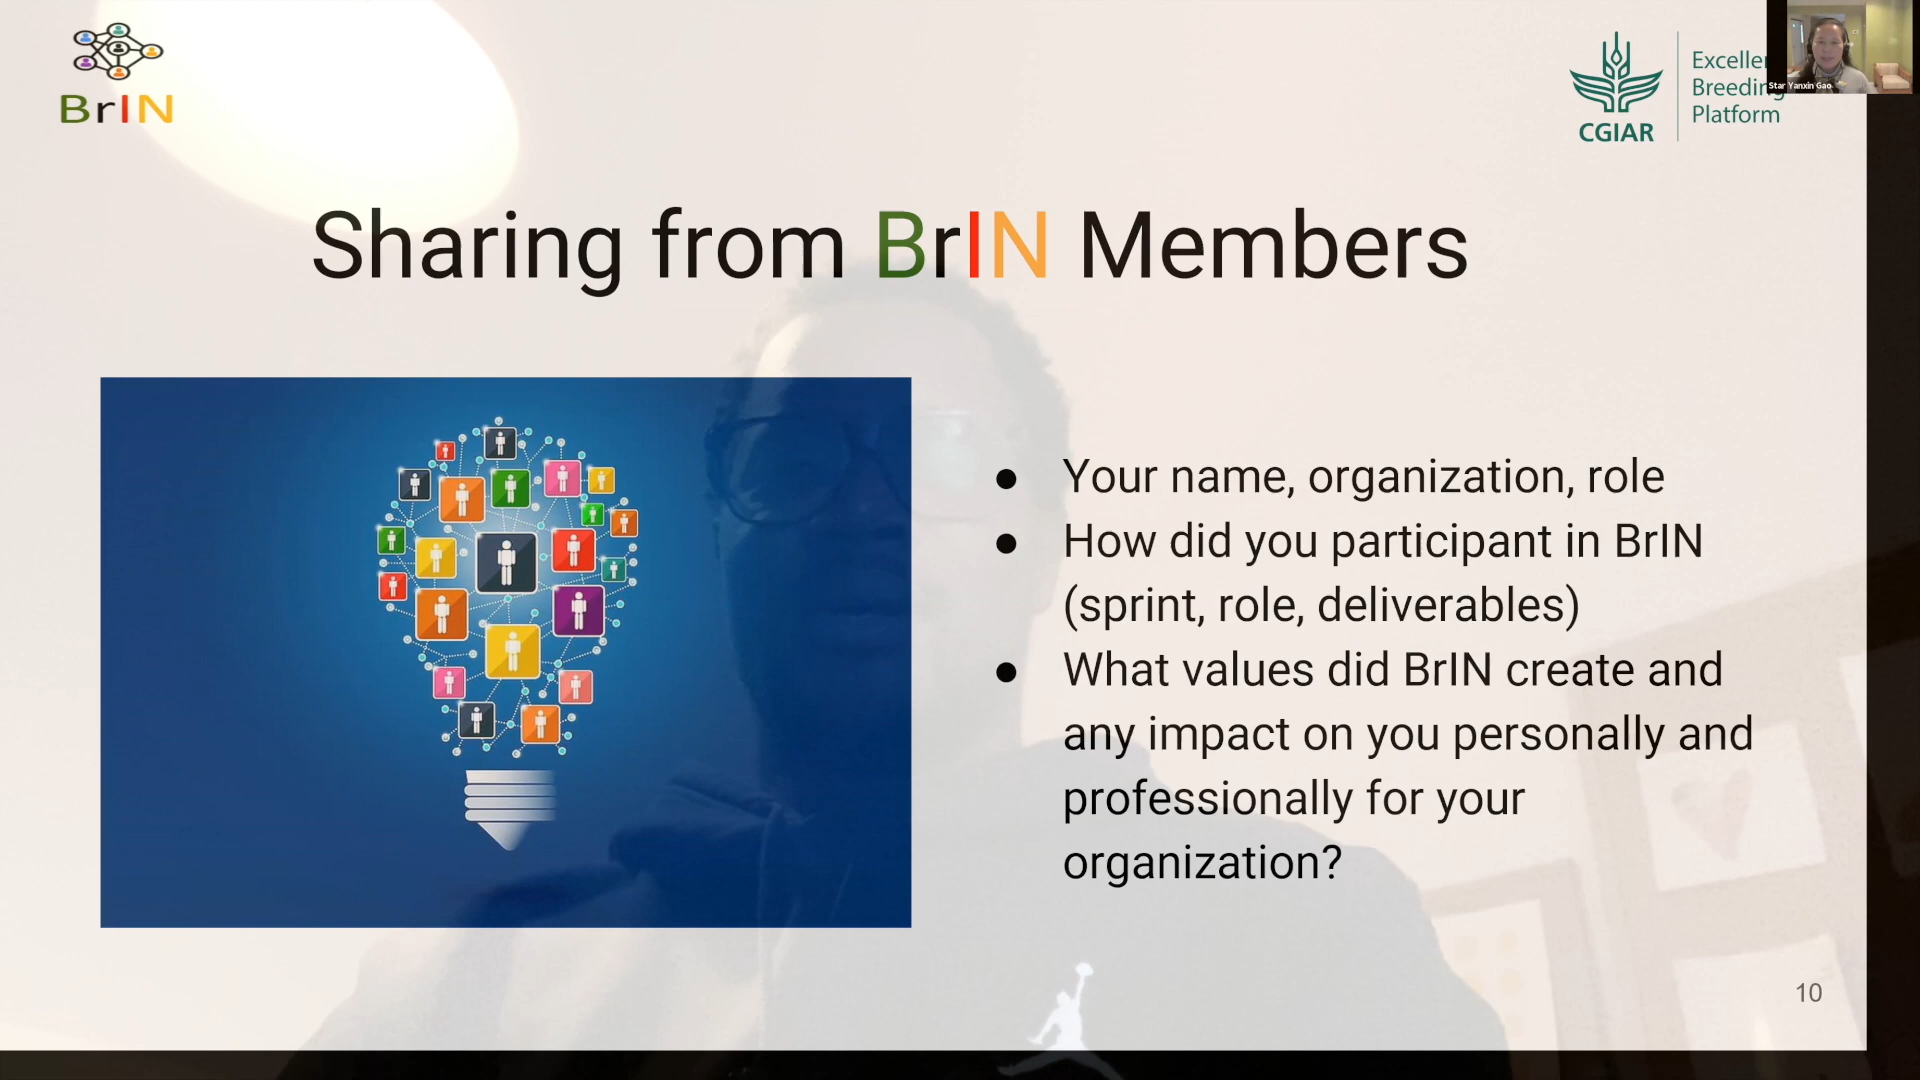 BrIN
CGIAR
Breeding
Platform
Star Yanxin Gao
Sharing from BrIN Members
● Your name, organization, role
● How did you participant in BrIN
(sprint, role, deliverables)
● What values did BrIN create and
any impact on you personally and
professionally for your
organization?
10